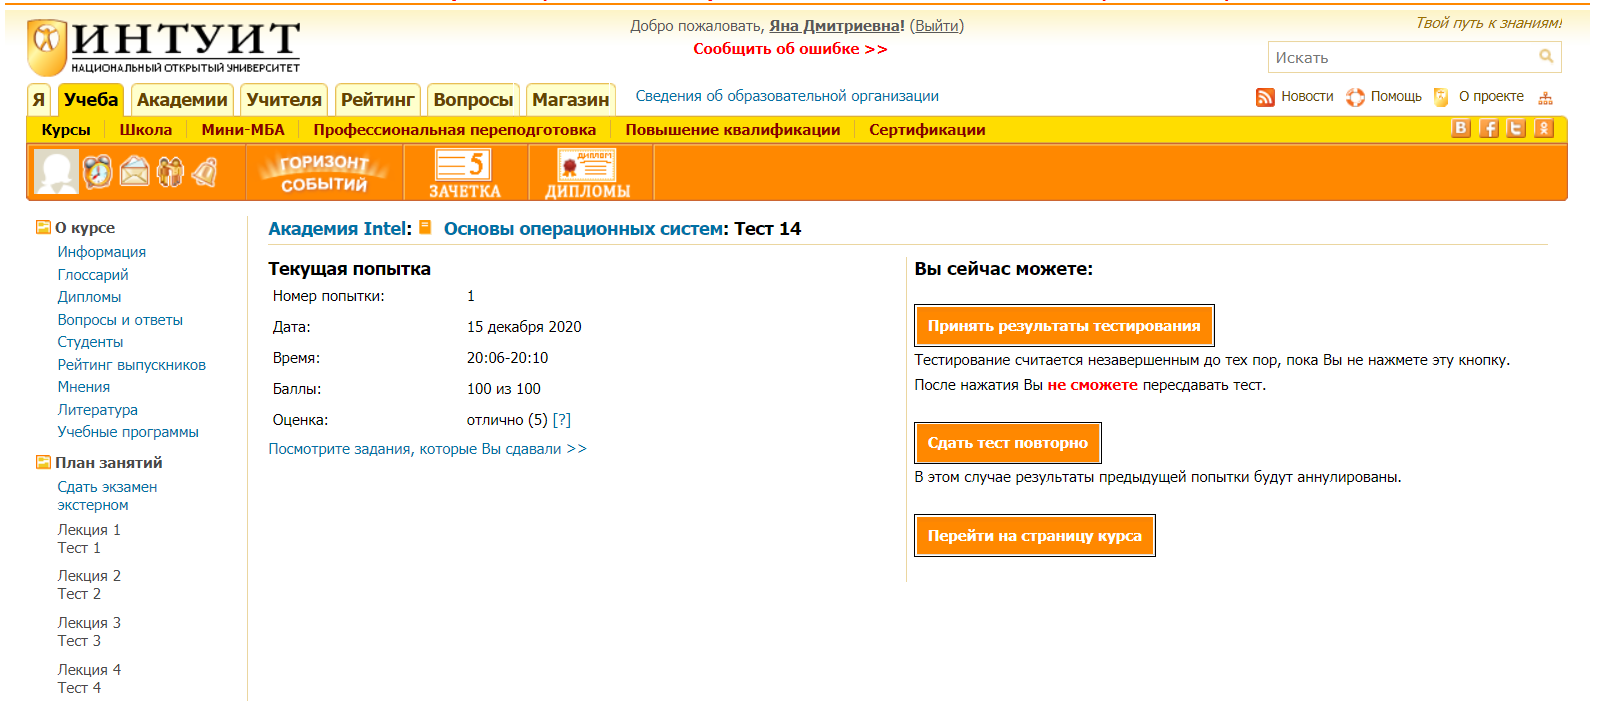 ИНТУИТ
НАЦИОНАЛЬНЫЙ ОТКРЫТЫЙ УНИВЕРСИТЕТ
Добро пожаловать, Яна Дмитриевна! (Выйти)
Сообщить об ошибке >>
Твой путь к знаниям!
Искать
Я Учеба Академии Учителя Рейтинг Вопросы Магазин Сведения об образовательной организации Новости Помощь О проекте
Курсы Школа Мини-МБА Профессиональная переподготовка Повышение квалификации Сертификации
ГОРИЗОНТ
СОБЫТИЙ
5
ЗАЧЕТКА
ДИПЛОМ
ДИПЛОМЫ
О курсе
Информация
Глоссарий
Дипломы
Вопросы и ответы
Студенты
Рейтинг выпускников
Мнения
Литература
Учебные программы
План занятий
Сдать экзамен
экстерном
Лекция 1
Тест 1
Лекция 2
Тест 2
Лекция 3
Тест 3
Лекция 4
Тест 4
Академия Intel: Основы операционных систем: Тест 14
Текущая попытка
Номер попытки: 1
Дата: 15 декабря 2020
Время: 20:06-20:10
Баллы: 100 из 100
Оценка: отлично (5) [?]
Посмотрите задания, которые Вы сдавали >>
Вы сейчас можете:
Принять результаты тестирования
Тестирование считается незавершенным до тех пор, пока Вы не нажмете эту кнопку.
После нажатия Вы не сможете пересдавать тест.
Сдать тест повторно
В этом случае результаты предыдущей попытки будут аннулированы.
Перейти на страницу курса